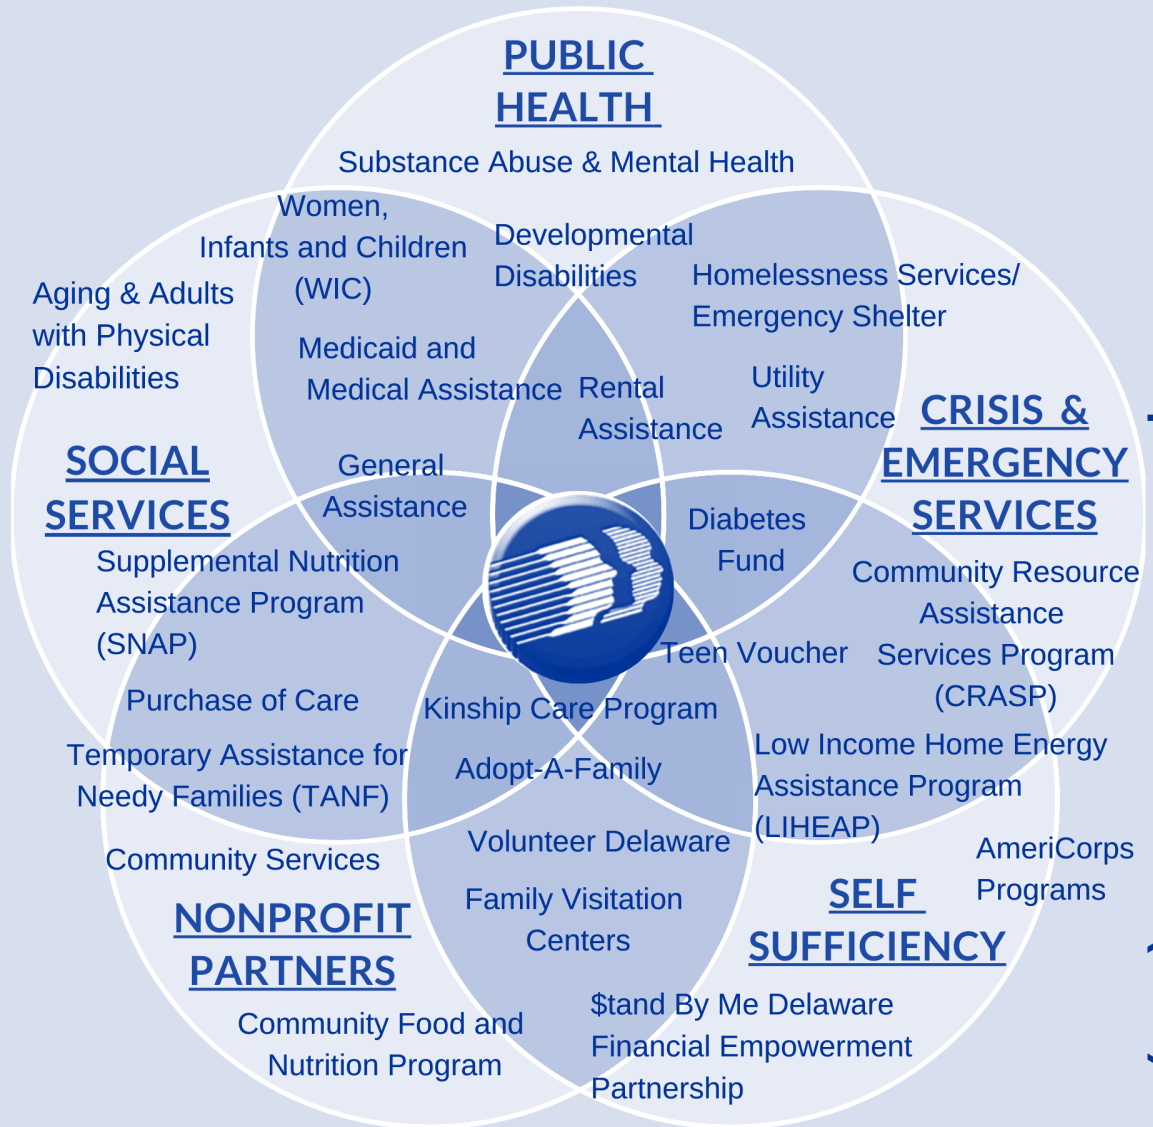 PUBLIC
HEALTH
Substance Abuse & Mental Health
Women,
Infants and Children
(WIC)
Developmental
Disabilities
Homelessness Services/
Emergency Shelter
Aging & Adults
with Physical
Disabilities
Medicaid and
Medical Assistance
Rental
Assistance
Utility
Assistance
CRISIS &
EMERGENCY
SERVICES
SOCIAL
SERVICES
General
Assistance
Diabetes
Fund
Supplemental Nutrition
Assistance Program
(SNAP)
Community Resource
Assistance
Services Program
(CRASP)
Teen Voucher
Purchase of Care
Kinship Care Program
Temporary Assistance for
Needy Families (TANF)
Adopt-A-Family
Low Income Home Energy
Assistance Program
(LIHEAP)
Volunteer Delaware
Community Services
AmeriCorps
Programs
Family Visitation
Centers
SELF
SUFFICIENCY
NONPROFIT
PARTNERS
$tand By Me Delaware
Financial Empowerment
Partnership
Community Food and
Nutrition Program